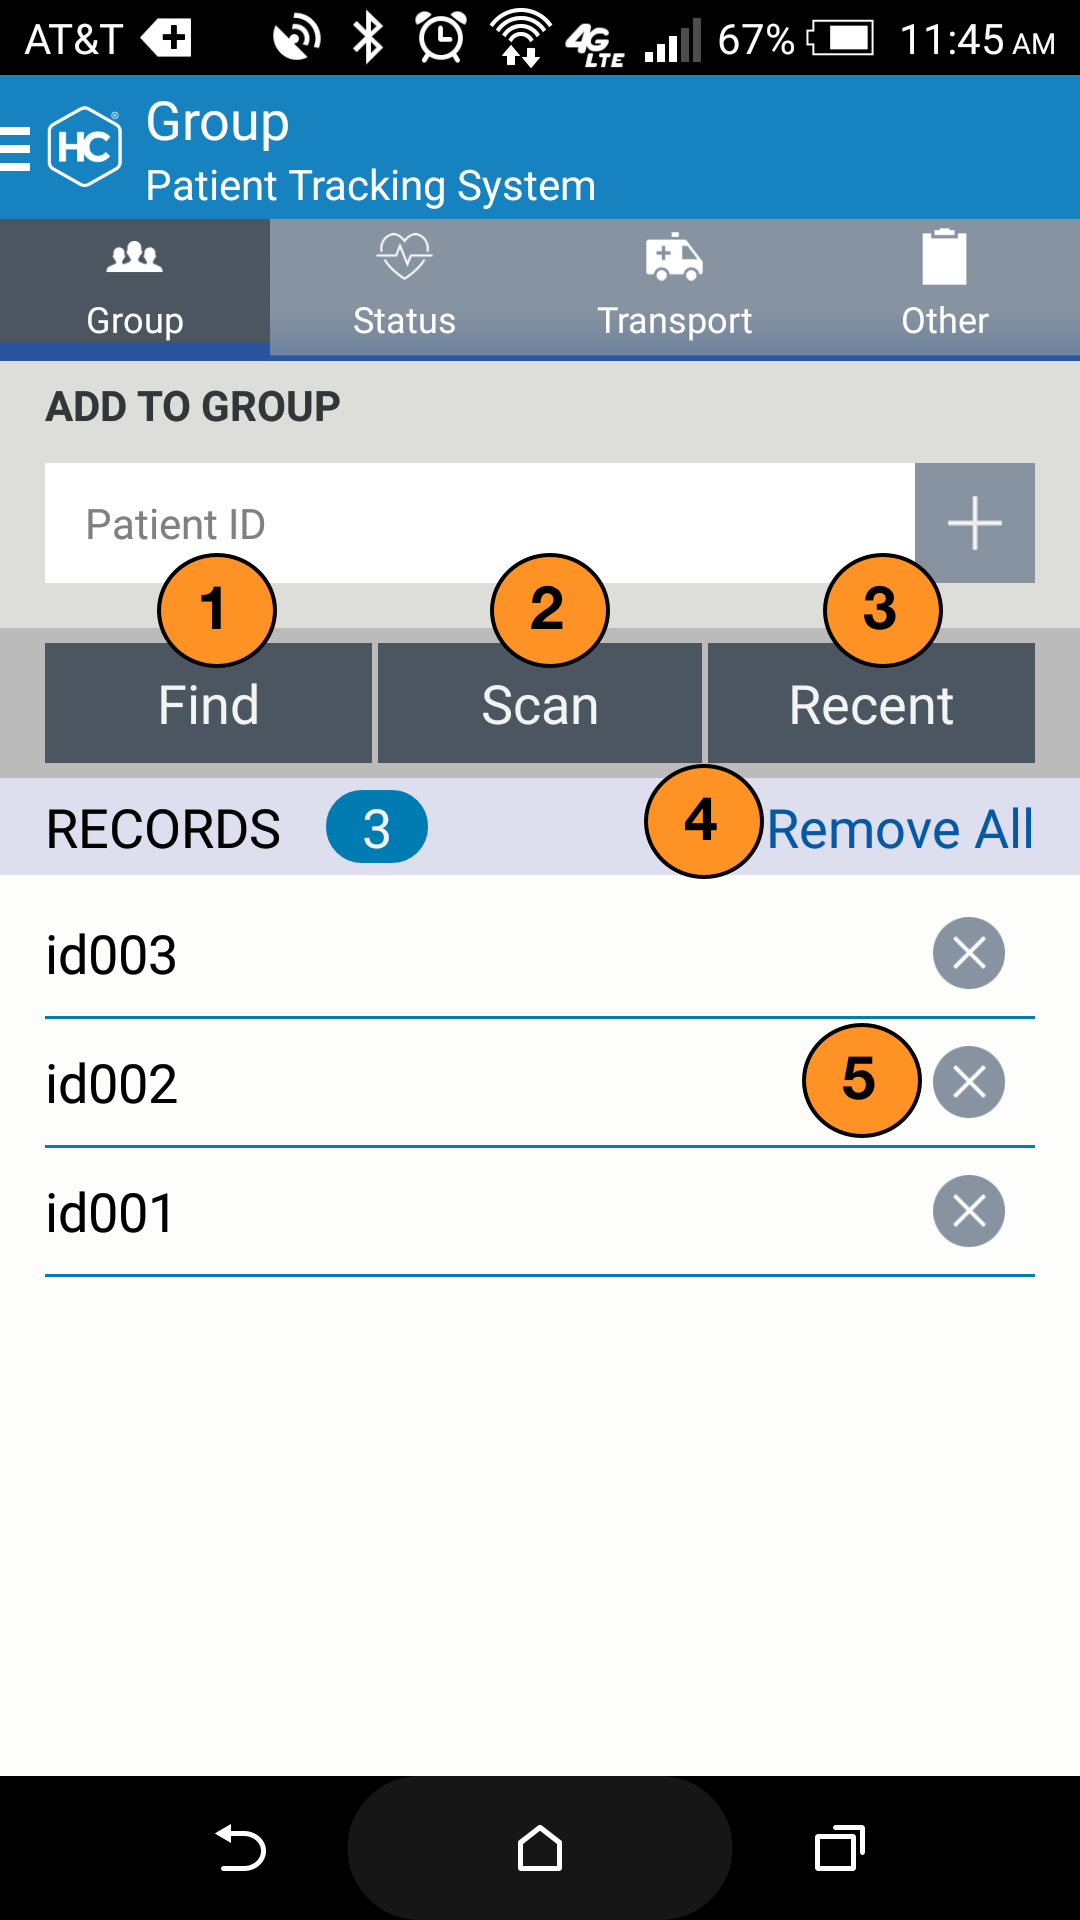 AT&T 4G LTE 67% 11:45 AM
HC® Group
Patient Tracking System
Group Status Transport Other
ADD TO GROUP
Patient ID
1 2 3
Find Scan Recent
RECORDS 3 4 Remove All
id003
id002 5
id001